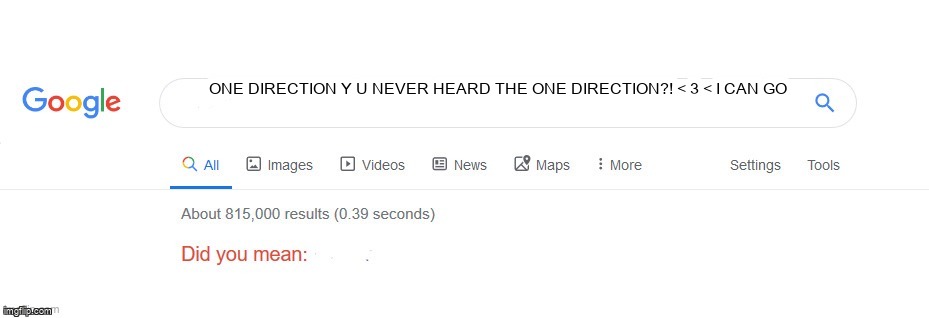 ONE DIRECTION Y U NEVER HEARD THE ONE DIRECTION?! < 3 < I CAN GO
Google
All Images Videos News Maps More Settings Tools
About 815,000 results (0.39 seconds)
Did you mean:
imgflip.com